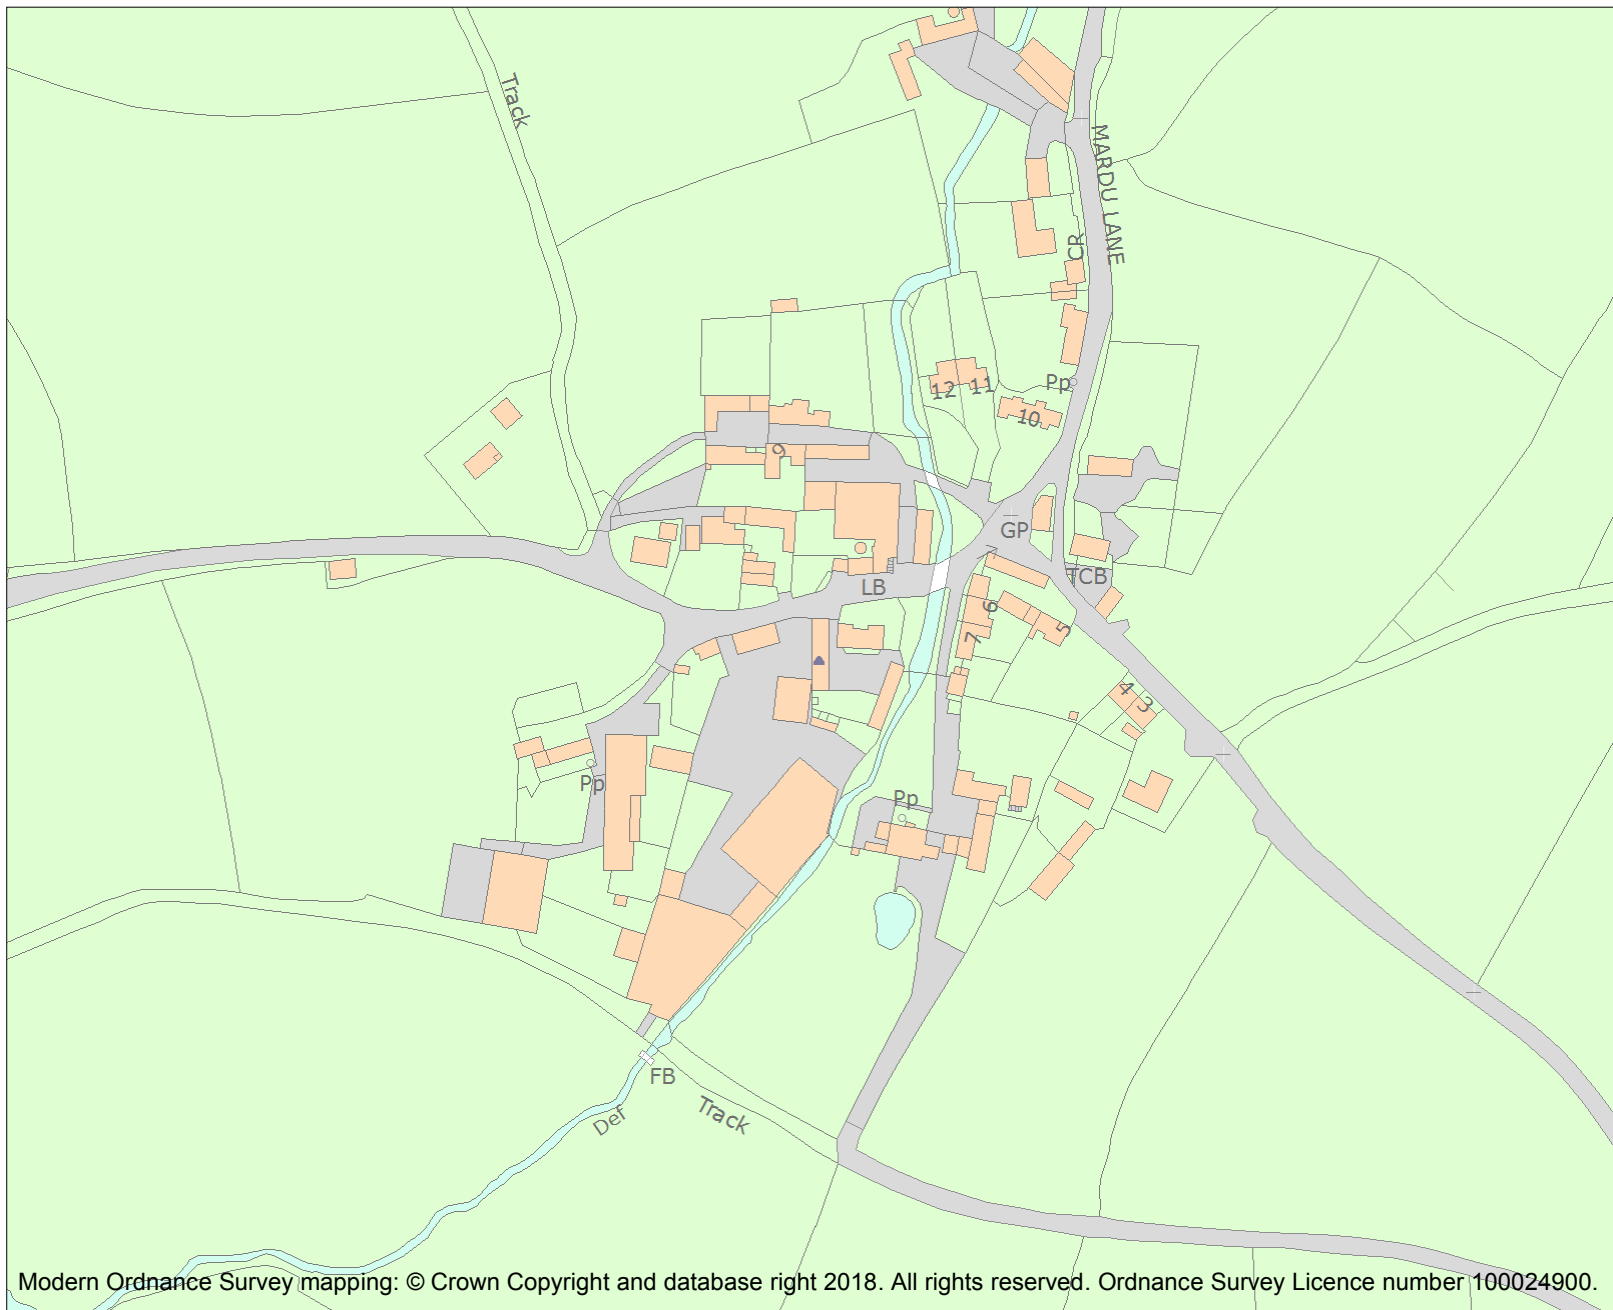 Track
MARDU LANE
CR
Pp
12
11
10
9
GP
LB
TCB
6
7
5
4
3
Pp
Pp
FB
Def
Track
Modern Ordnance Survey mapping: © Crown Copyright and database right 2018. All rights reserved. Ordnance Survey Licence number 100024900.